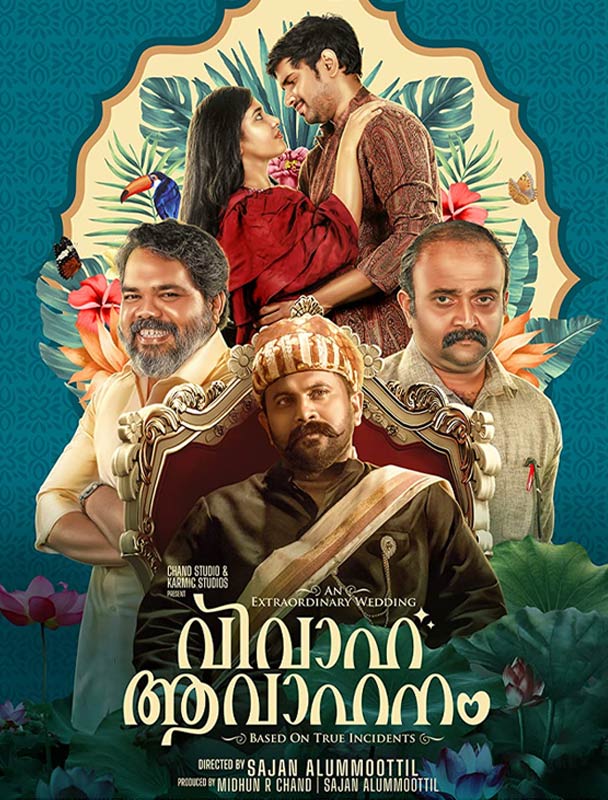 CHAND STUDIO &
KARMIC STUDIOS
PRESENT
AN
EXTRAORDINARY WEDDING
വിവാഹ്
ആവാഹനം
BASED ON TRUE INCIDENTS
DIRECTED BY SAJAN ALUMMOOTTIL
PRODUCED BY MIDHUN R CHAND | SAJAN ALUMMOOTTIL